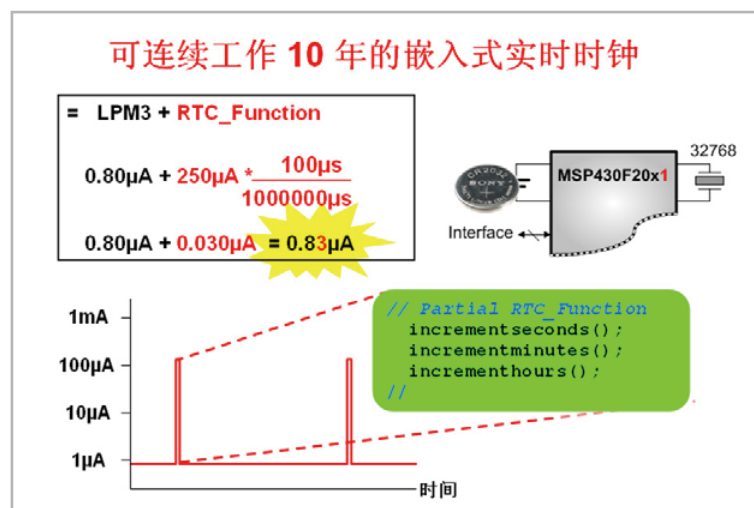 可连续工作 10 年的嵌入式实时时钟
= LPM3 + RTC_Function
0.80µA + 250µA * 100µs
1000000µs
0.80µA + 0.030µA = 0.83µA
CR2032
SONY
MSP430F20x1
32768
Interface
// Partial RTC_Function
incrementseconds();
incrementminutes();
incrementhours();
//
1mA
100µA
10µA
1µA
时间